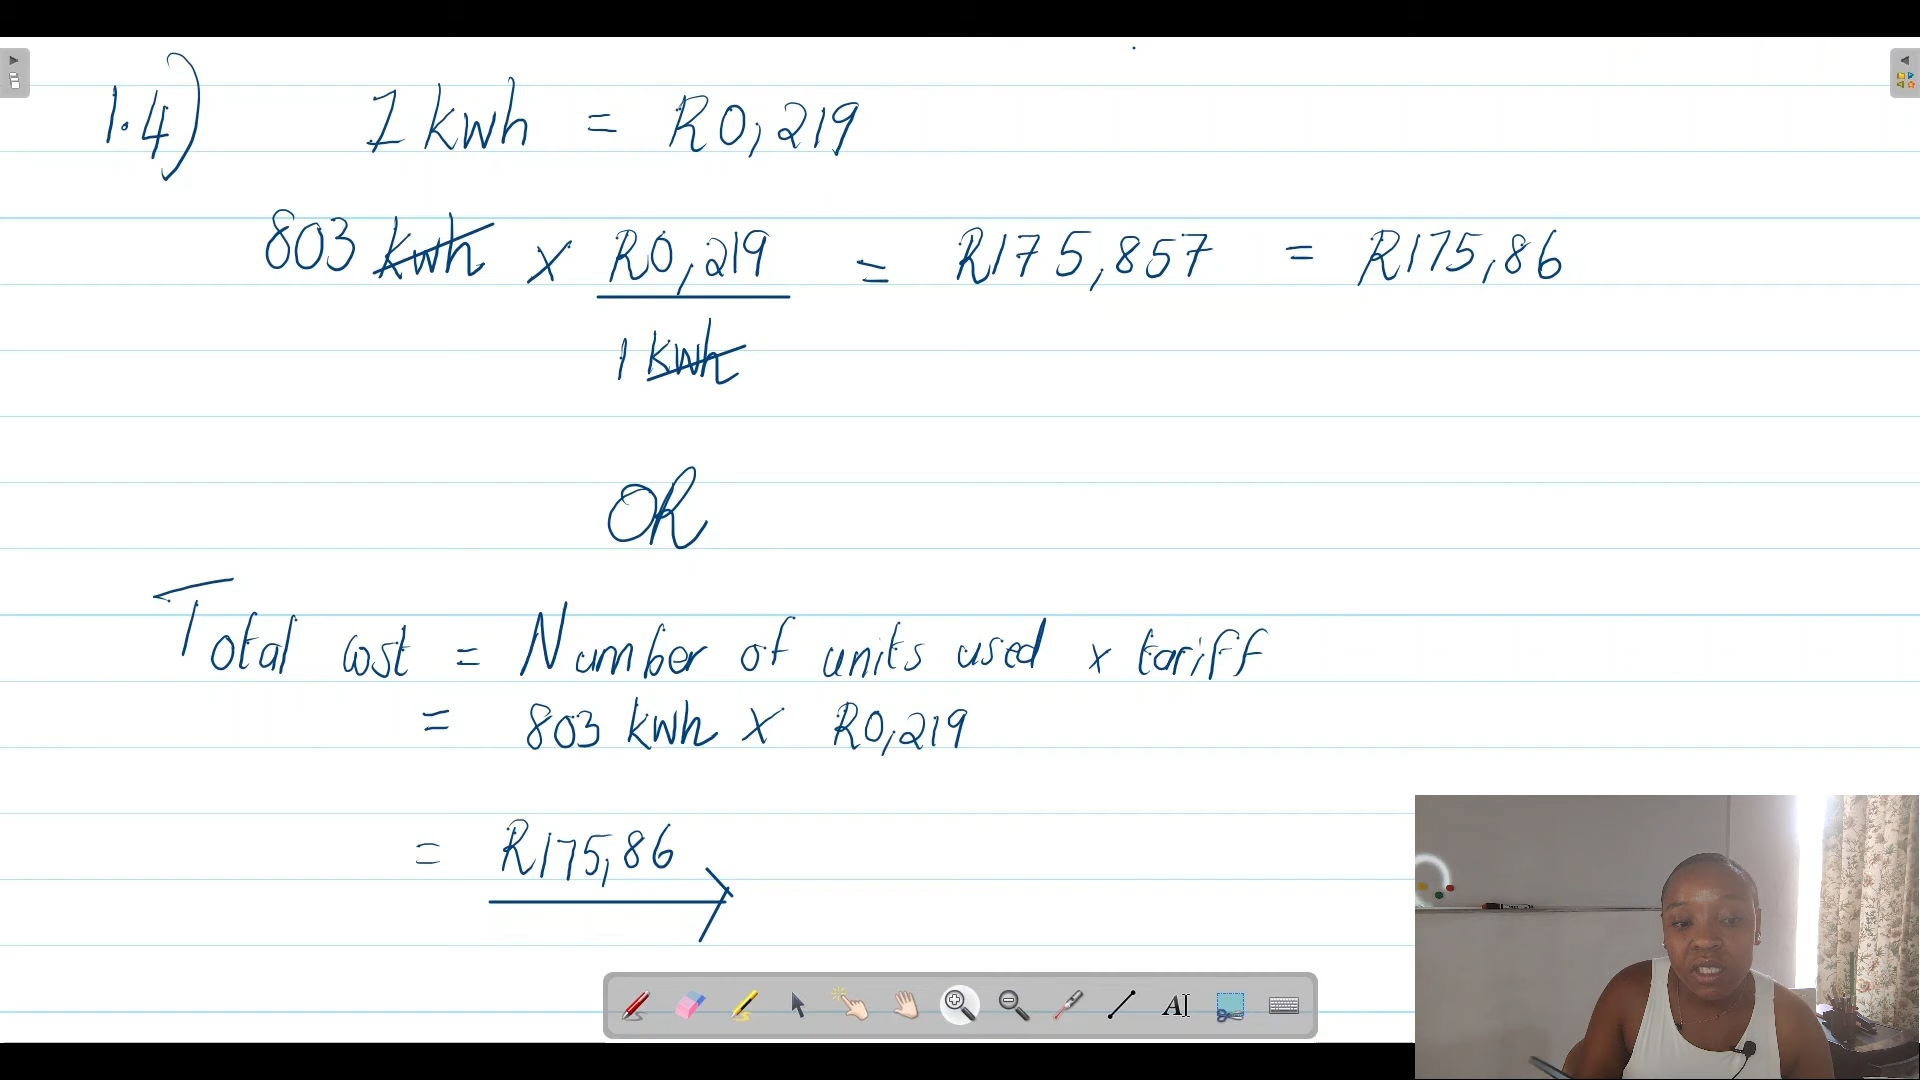 1.4) 1 kwh = R0,219
803 kwh x R0,219 = R175,857 = R175,86
1 kwh
OR
Total cost = Number of units used x tariff
= 803 kwh x R0,219
= R175,86
A